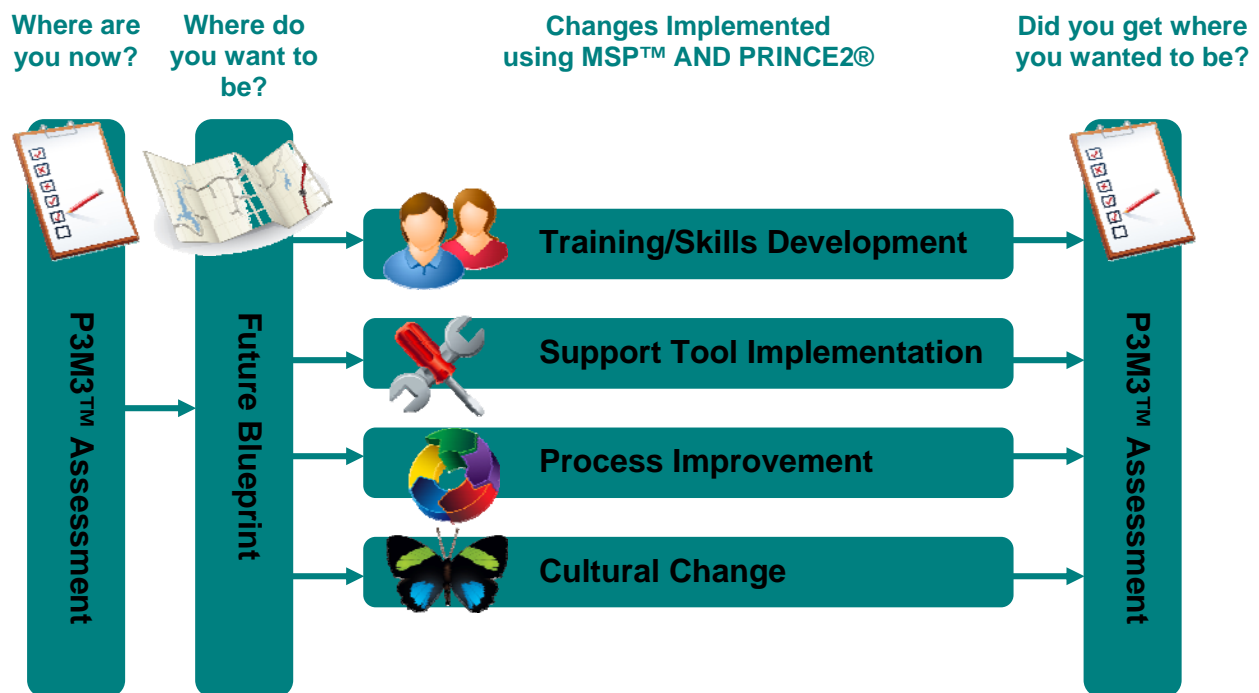 Where are
you now?
Where do
you want to
be?
Changes Implemented
using MSP™ AND PRINCE2®
Did you get where
you wanted to be?
P3M3™ Assessment
Future Blueprint
Training/Skills Development
Support Tool Implementation
Process Improvement
Cultural Change
P3M3™ Assessment